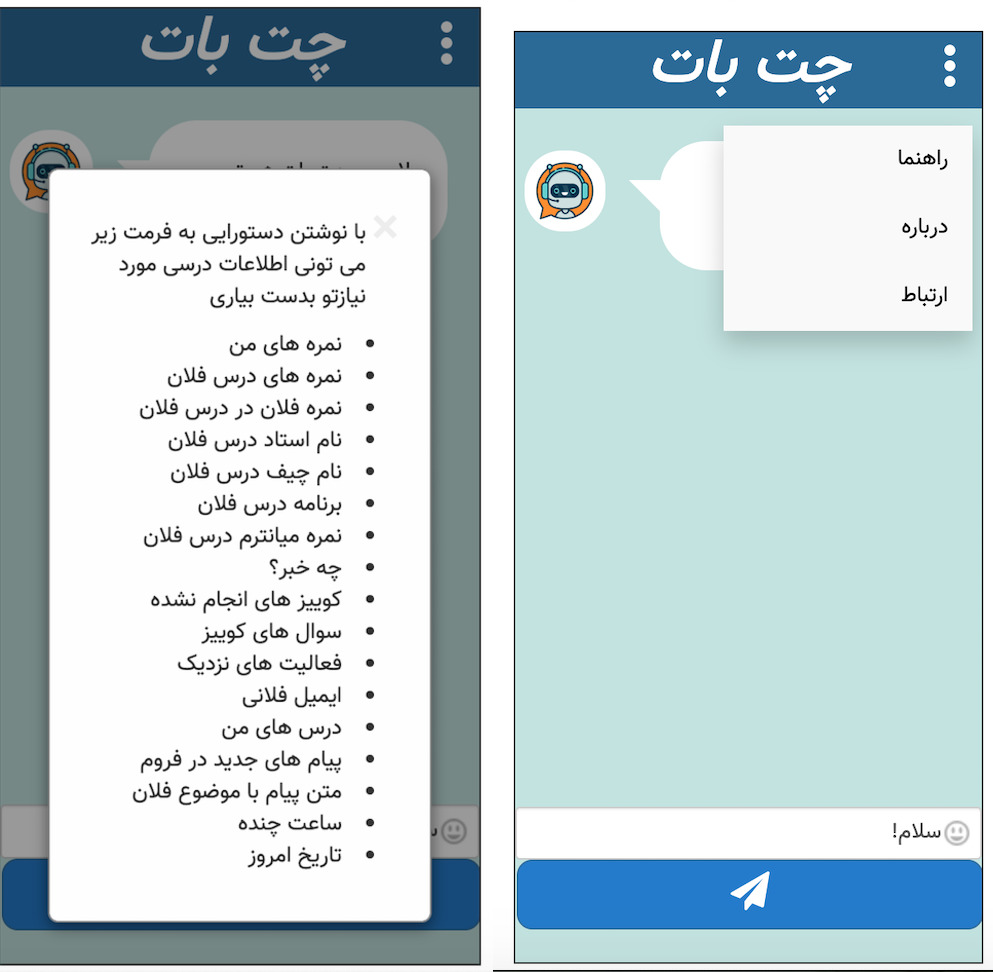 چت بات
با نوشتن دستورایی به فرمت زیر
می تونی اطلاعات درسی مورد
نیازتو بدست بیاری
نمره های من
نمره های درس فلان
نمره فلان در درس فلان
نام استاد درس فلان
نام چیف درس فلان
برنامه درس فلان
نمره میانترم درس فلان
چه خبر؟
کوییز های انجام نشده
سوال های کوییز
فعالیت های نزدیک
ایمیل فلانی
درس های من
پیام های جدید در فروم
متن پیام با موضوع فلان
ساعت چنده
تاریخ امروز
چت بات
راهنما
درباره
ارتباط
سلام!